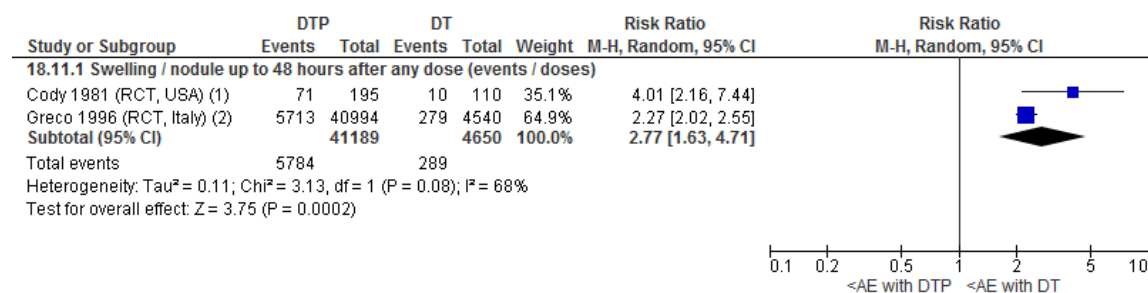 DTP DT Risk Ratio Risk Ratio
Study or Subgroup Events Total Events Total Weight M-H, Random, 95% CI M-H, Random, 95% CI
18.11.1 Swelling / nodule up to 48 hours after any dose (events / doses)
Cody 1981 (RCT, USA) (1) 71 195 10 110 35.1% 4.01 [2.16, 7.44]
Greco 1996 (RCT, Italy) (2) 5713 40994 279 4540 64.9% 2.27 [2.02, 2.55]
Subtotal (95% CI) 41189 4650 100.0% 2.77 [1.63, 4.71]
Total events 5784 289
Heterogeneity: Tau² = 0.11; Chi² = 3.13, df = 1 (P = 0.08); I² = 68%
Test for overall effect: Z = 3.75 (P = 0.0002)
0.1 0.2 0.5 1 2 5 10
<AE with DTP <AE with DT